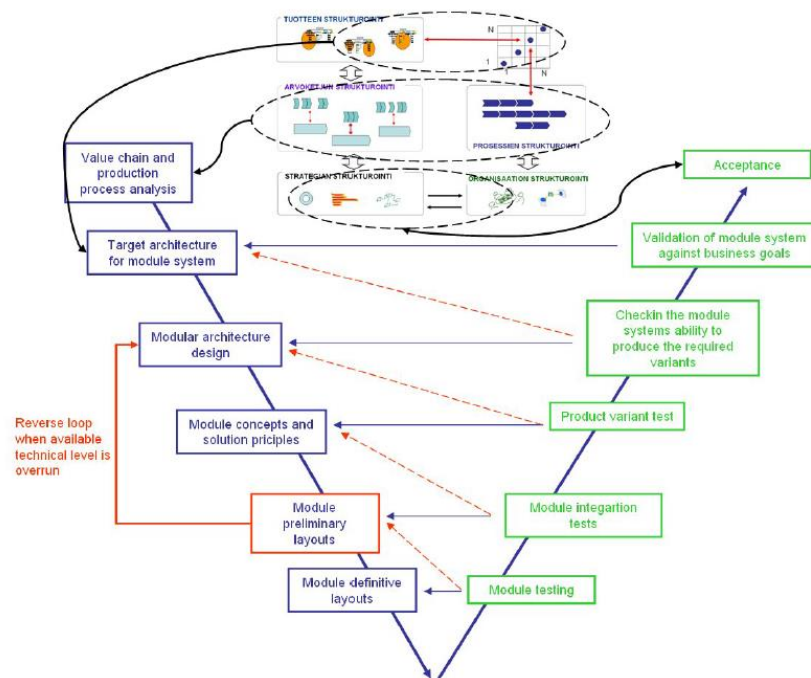 TUOTTEEN STRUKTUROINTI
N
1
1
N
ARVOKETJUN STRUKTUROINTI
PROSESSIEN STRUKTUROINTI
STRATEGIAN STRUKTUROINTI
ORGANISAATION STRUKTUROINTI
Value chain and
production
process analysis
Acceptance
Target architecture
for module system
Validation of module system
against business goals
Modular architecture
design
Checkin the module
systems ability to
produce the required
variants
Reverse loop
when available
technical level is
overrun
Module concepts and
solution priciples
Product variant test
Module
preliminary
layouts
Module integartion
tests
Module definitive
layouts
Module testing